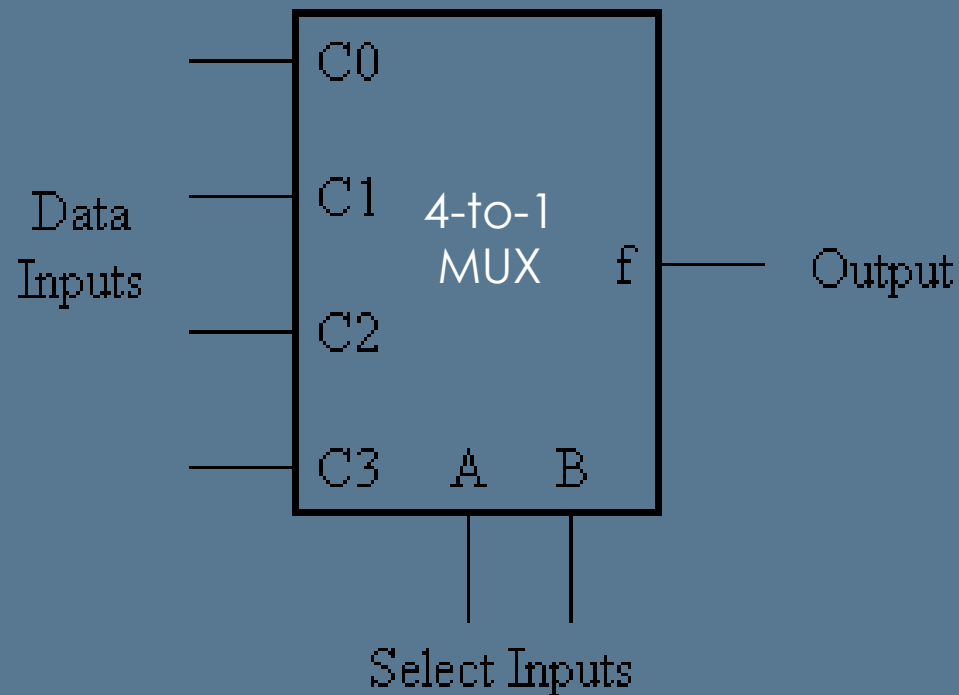 C0
Data
Inputs
C1
4-to-1
MUX
f
Output
C2
C3
A
B
Select Inputs